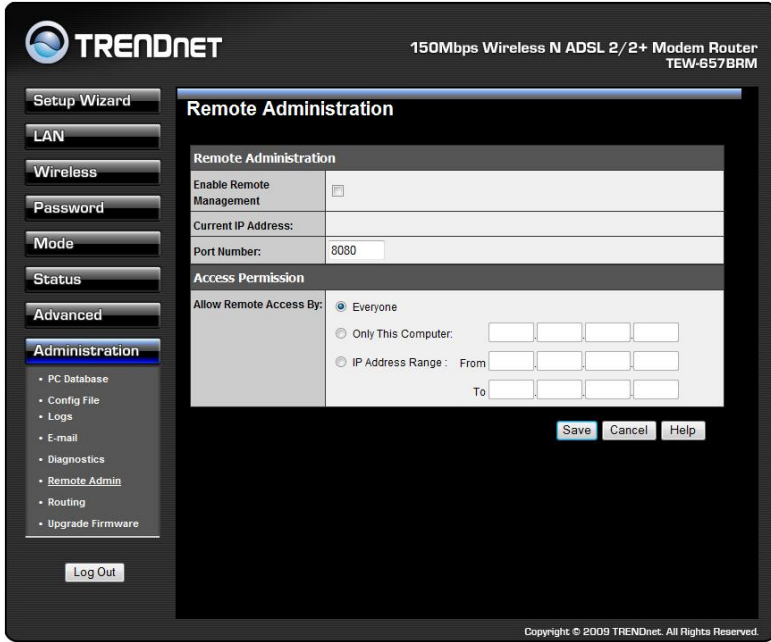 TRENDNET
150Mbps Wireless N ADSL 2/2+ Modem Router
TEW-657BRM
Setup Wizard
LAN
Wireless
Password
Mode
Status
Advanced
Administration
• PC Database
• Config File
• Logs
• E-mail
• Diagnostics
• Remote Admin
• Routing
• Upgrade Firmware
Log Out
Remote Administration
Remote Administration
Enable Remote
Management
Current IP Address:
Port Number: 8080
Access Permission
Allow Remote Access By: Everyone
Only This Computer:
IP Address Range : From
To
Save Cancel Help
Copyright © 2009 TRENDnet. All Rights Reserved.